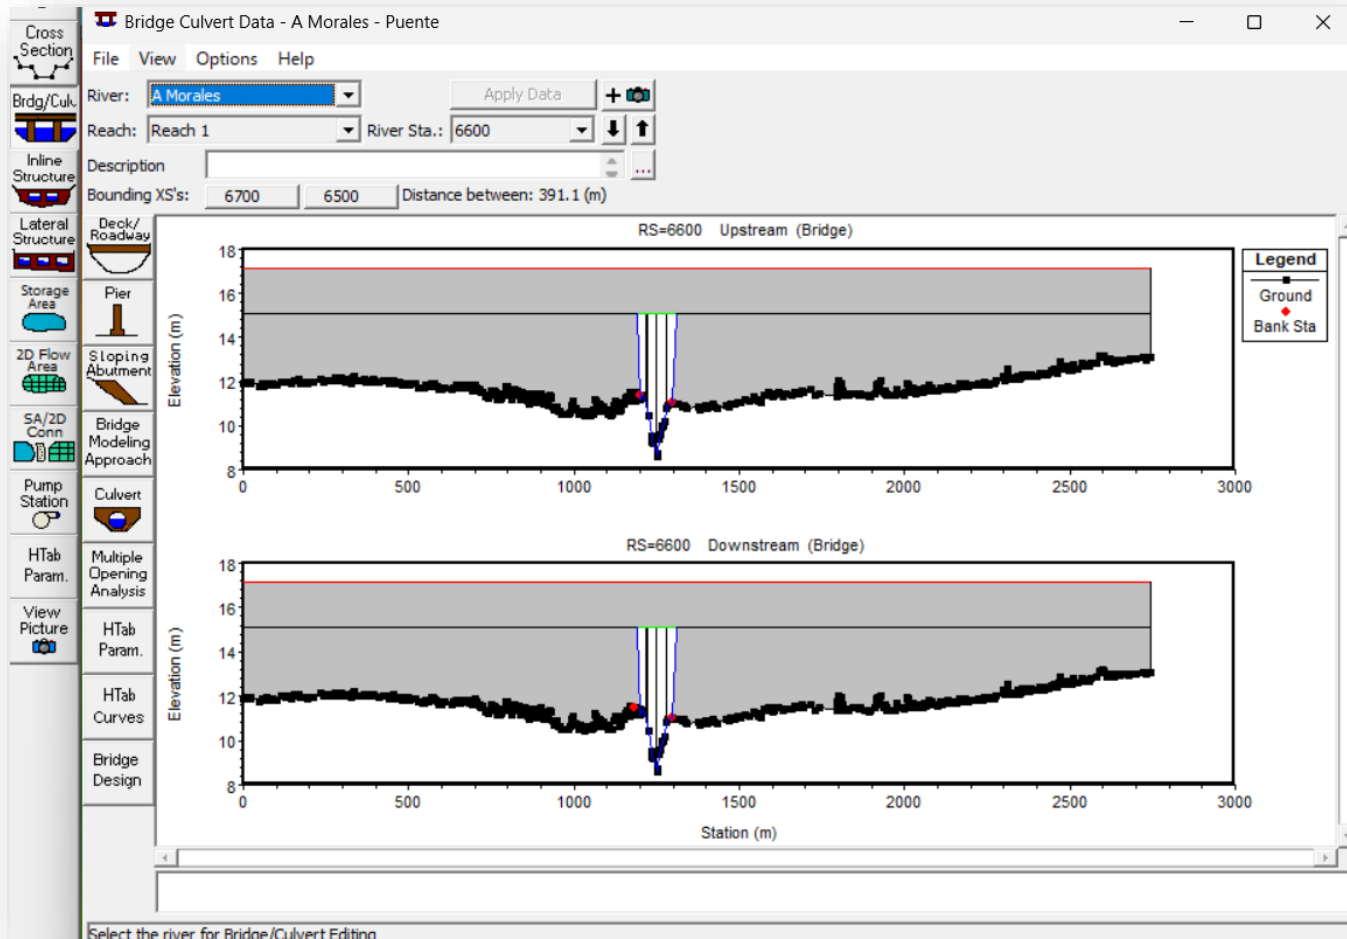 Bridge Culvert Data - A Morales - Puente
File View Options Help
River: A Morales Apply Data +
Reach: Reach 1 River Sta.: 6600
Description ...
Bounding XS's: 6700 6500 Distance between: 391.1 (m)
Cross
Section
Brdg/Culv
Inline
Structure
Lateral
Structure
Storage
Area
2D Flow
Area
SA/2D
Conn
Pump
Station
HTab
Param.
View
Picture
Deck/
Roadway
Pier
Sloping
Abutment
Bridge
Modeling
Approach
Culvert
Multiple
Opening
Analysis
HTab
Param.
HTab
Curves
Bridge
Design
RS=6600 Upstream (Bridge)
Elevation (m)
18
16
14
12
10
8
0 500 1000 1500 2000 2500 3000
Legend
Ground
Bank Sta
RS=6600 Downstream (Bridge)
Elevation (m)
18
16
14
12
10
8
0 500 1000 1500 2000 2500 3000
Station (m)
Select the river for Bridge/Culvert Editing